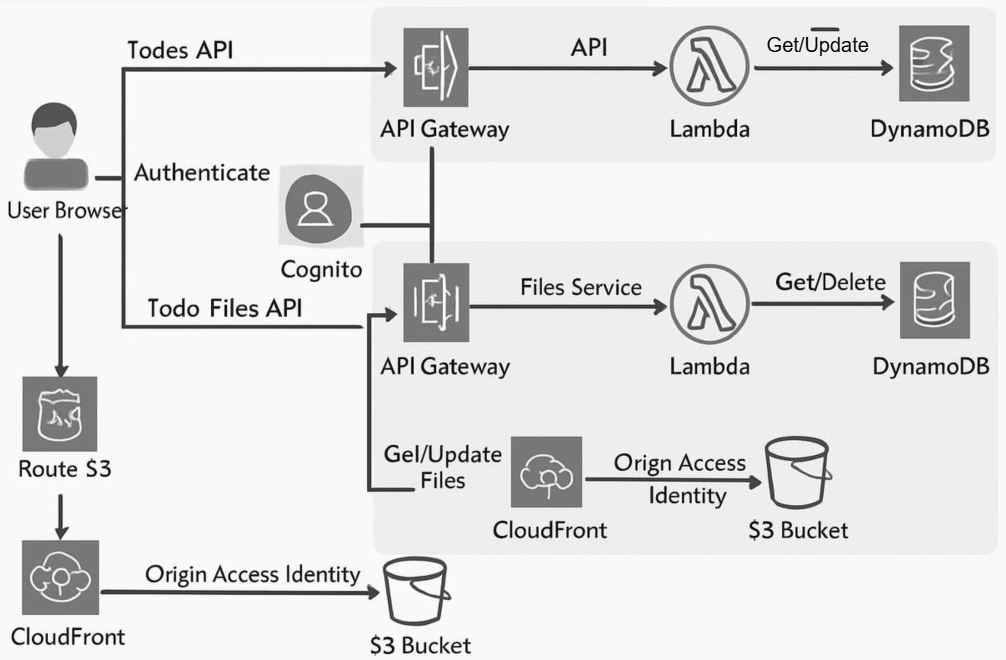 Todes API
API
Get/Update
API Gateway
Lambda
DynamoDB
Authenticate
User Browser
Cognito
Todo Files API
Files Service
Get/Delete
API Gateway
Lambda
DynamoDB
Route $3
Gel/Update
Files
Orign Access
Identity
CloudFront
$3 Bucket
Origin Access Identity
CloudFront
$3 Bucket